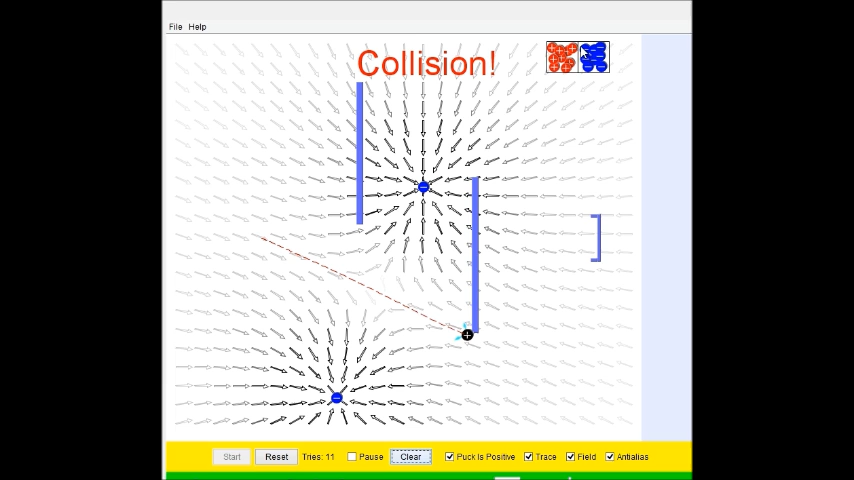 File Help
Collision!
Start Reset Tries: 11 Pause Clear Puck Is Positive Trace Field Antialias